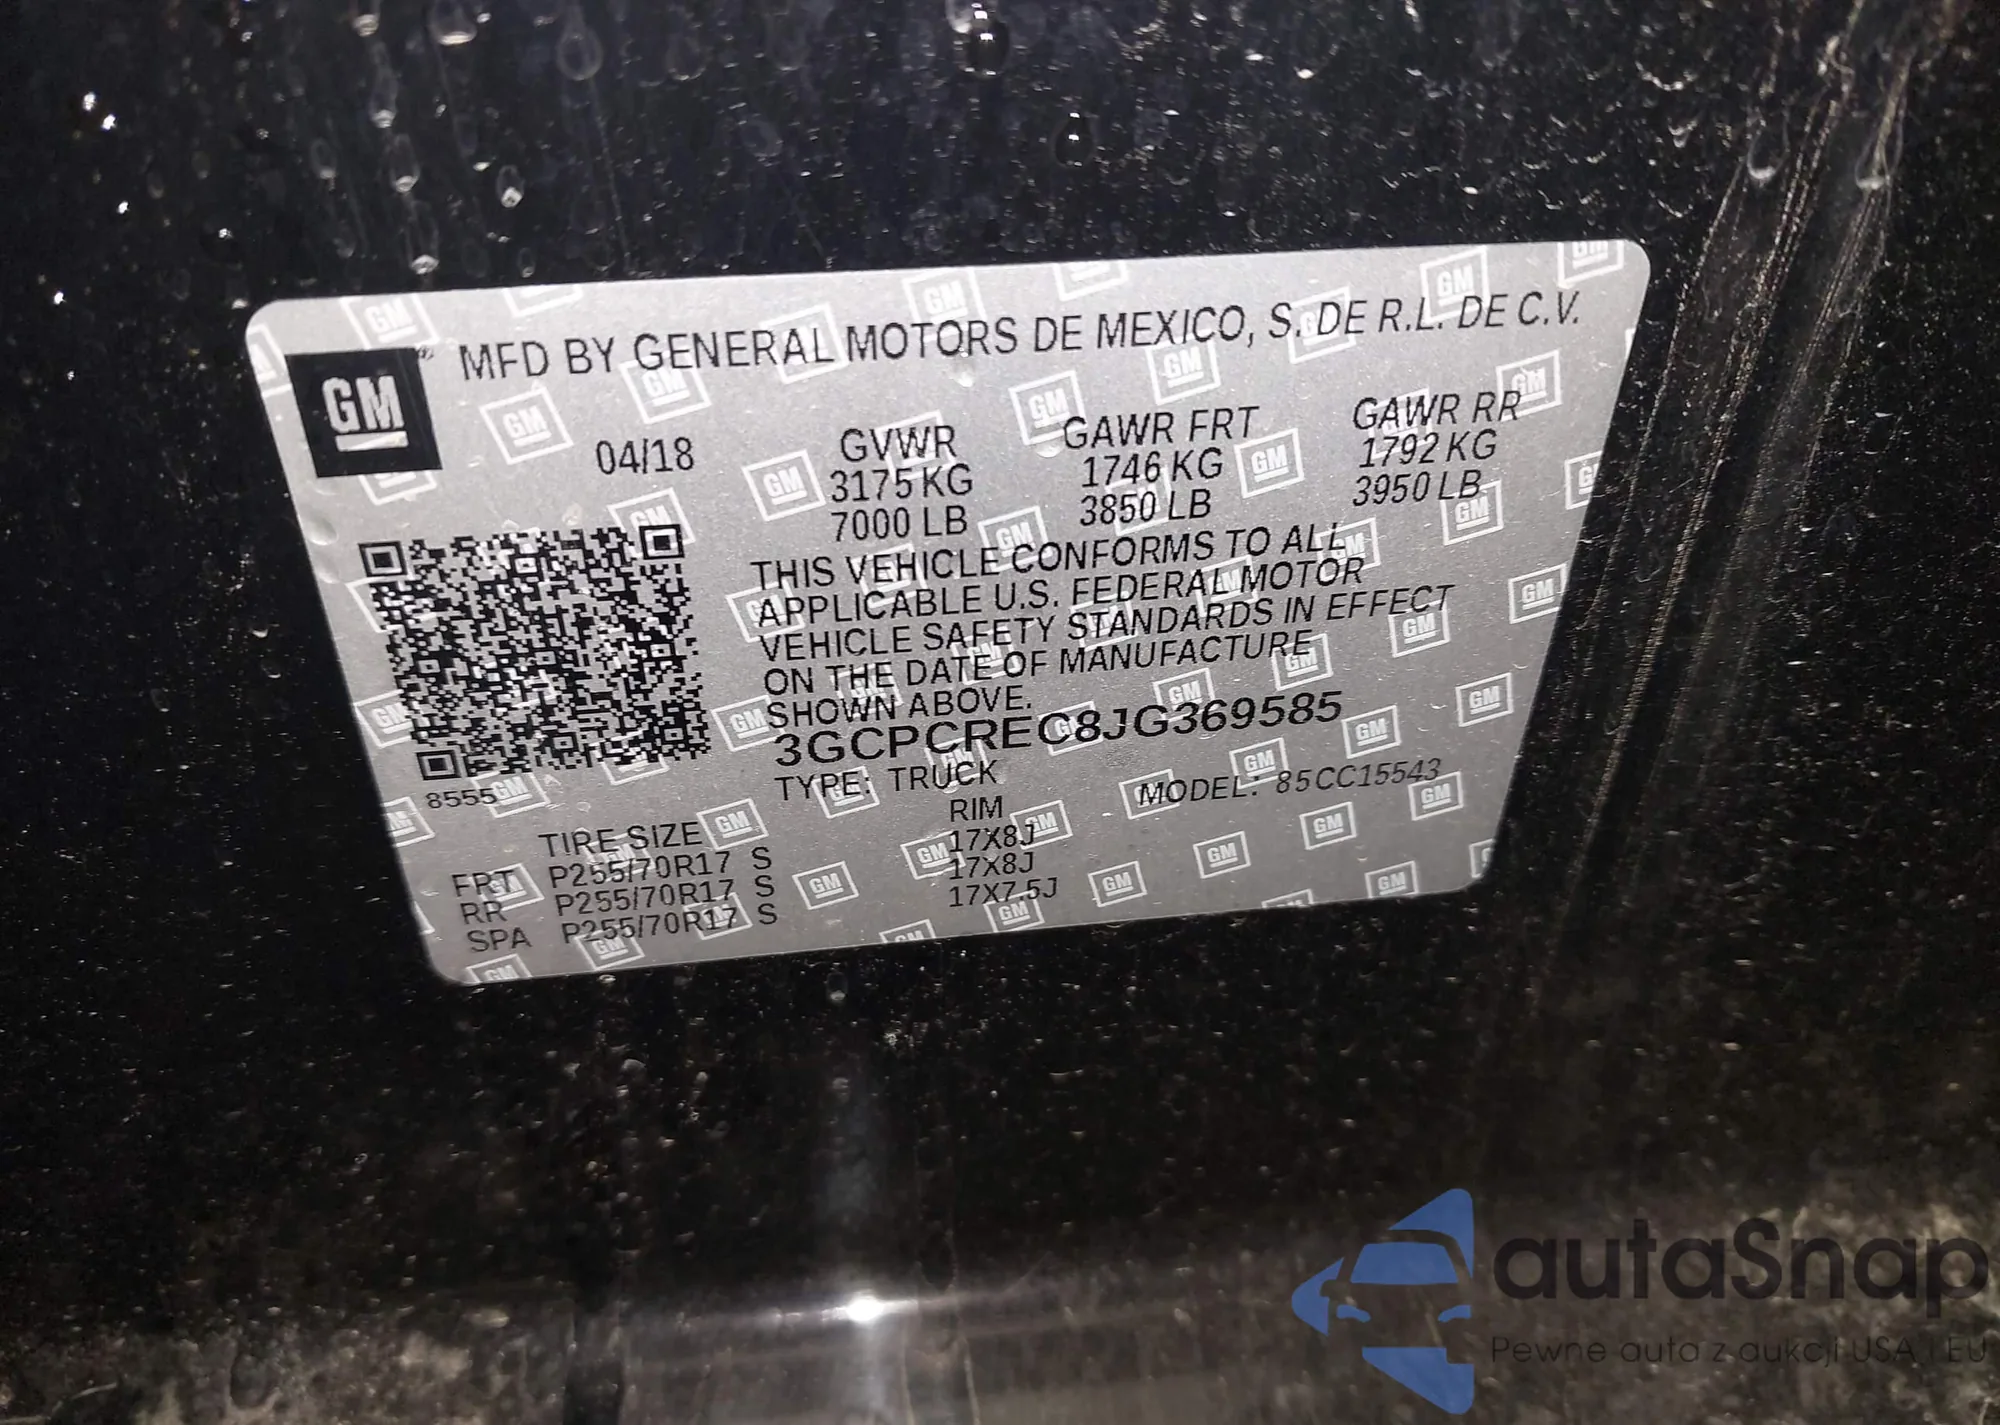 GM
MFD BY GENERAL MOTORS DE MEXICO, S. DE R.L. DE C.V.
04/18
GVWR GAWR FRT GAWR RR
3175 KG 1746 KG 1792 KG
7000 LB 3850 LB 3950 LB
THIS VEHICLE CONFORMS TO ALL
APPLICABLE U.S. FEDERAL MOTOR
VEHICLE SAFETY STANDARDS IN EFFECT
ON THE DATE OF MANUFACTURE
SHOWN ABOVE.
3GCPCREC8JG369585
TYPE: TRUCK MODEL: 85CC15543
8555
TIRE SIZE RIM
FRT P255/70R17 S 17X8J
RR P255/70R17 S 17X8J
SPA P255/70R17 S 17X7.5J
autaSnap
Pewne auta z aukcji USA i EU